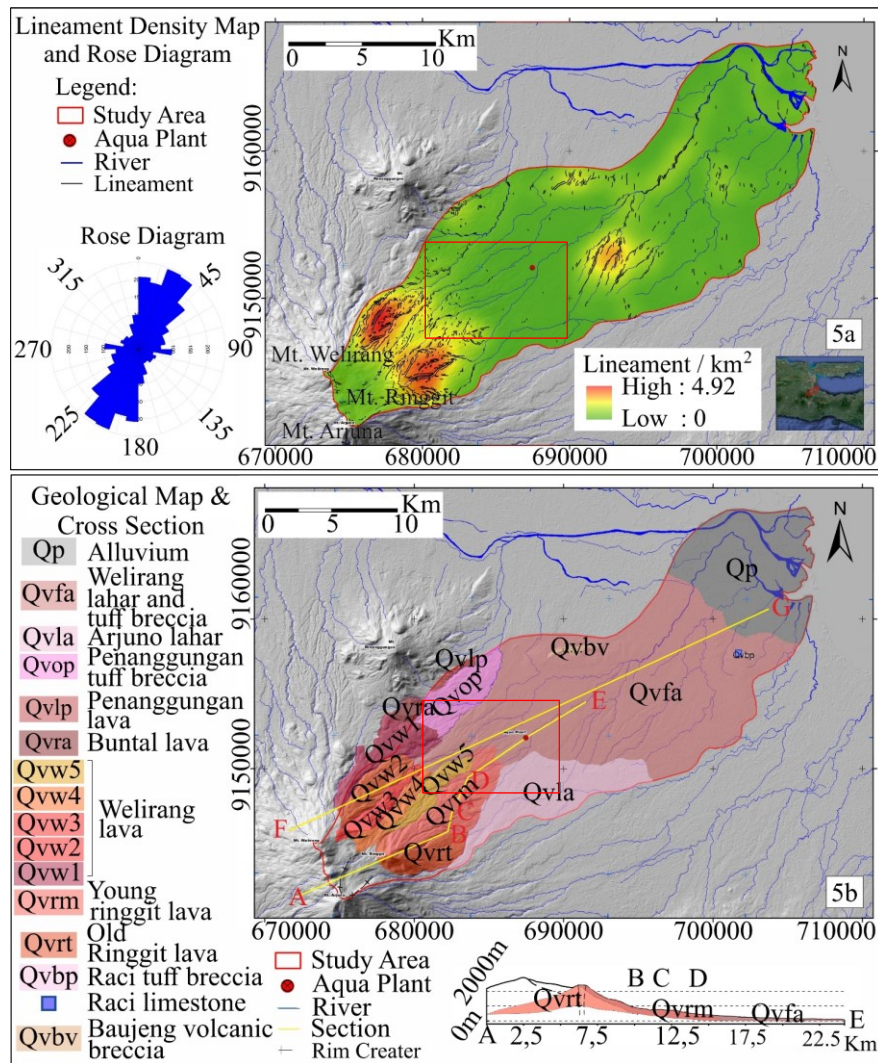 Lineament Density Map
and Rose Diagram
Legend:
Study Area
Aqua Plant
River
Lineament
Rose Diagram
315
45
270
90
225
135
180
Km
0 5 10
N
9160000
9150000
Mt. Welirang
Mt. Ringgit
Mt. Arjuna
5a
Lineament / km²
High : 4.92
Low : 0
670000 680000 690000 700000 710000
Geological Map &
Cross Section
Qp Alluvium
Qvfa Welirang
lahar and
tuff breccia
Qvla Arjuno lahar
Qvop Penanggungan
tuff breccia
Qvlp Penanggungan
lava
Qvra Buntal lava
Qvw5
Qvw4
Qvw3 Welirang
Qvw2 lava
Qvw1
Qvrm Young
ringgit lava
Qvrt Old
Ringgit lava
Qvbp Raci tuff breccia
Raci limestone
Qvbv Baujeng volcanic
breccia
Km
0 5 10
N
9160000
9150000
Qp
G
Qvbv
Qvbp
Qvlp
Qvop
Qvfa
Qvra
E
Qvw1
Qvw5
Qvw2
D
Qvw4
Qvrm
Qvla
Qvw3
C
F
B
Qvrt
A
5b
670000 680000 690000 700000 710000
Study Area
Aqua Plant
River
Section
Rim Creater
2000m
0m
B C D
Qvrt
Qvrm
Qvfa
A
E
2,5 7,5 12,5 17,5 22.5
Km